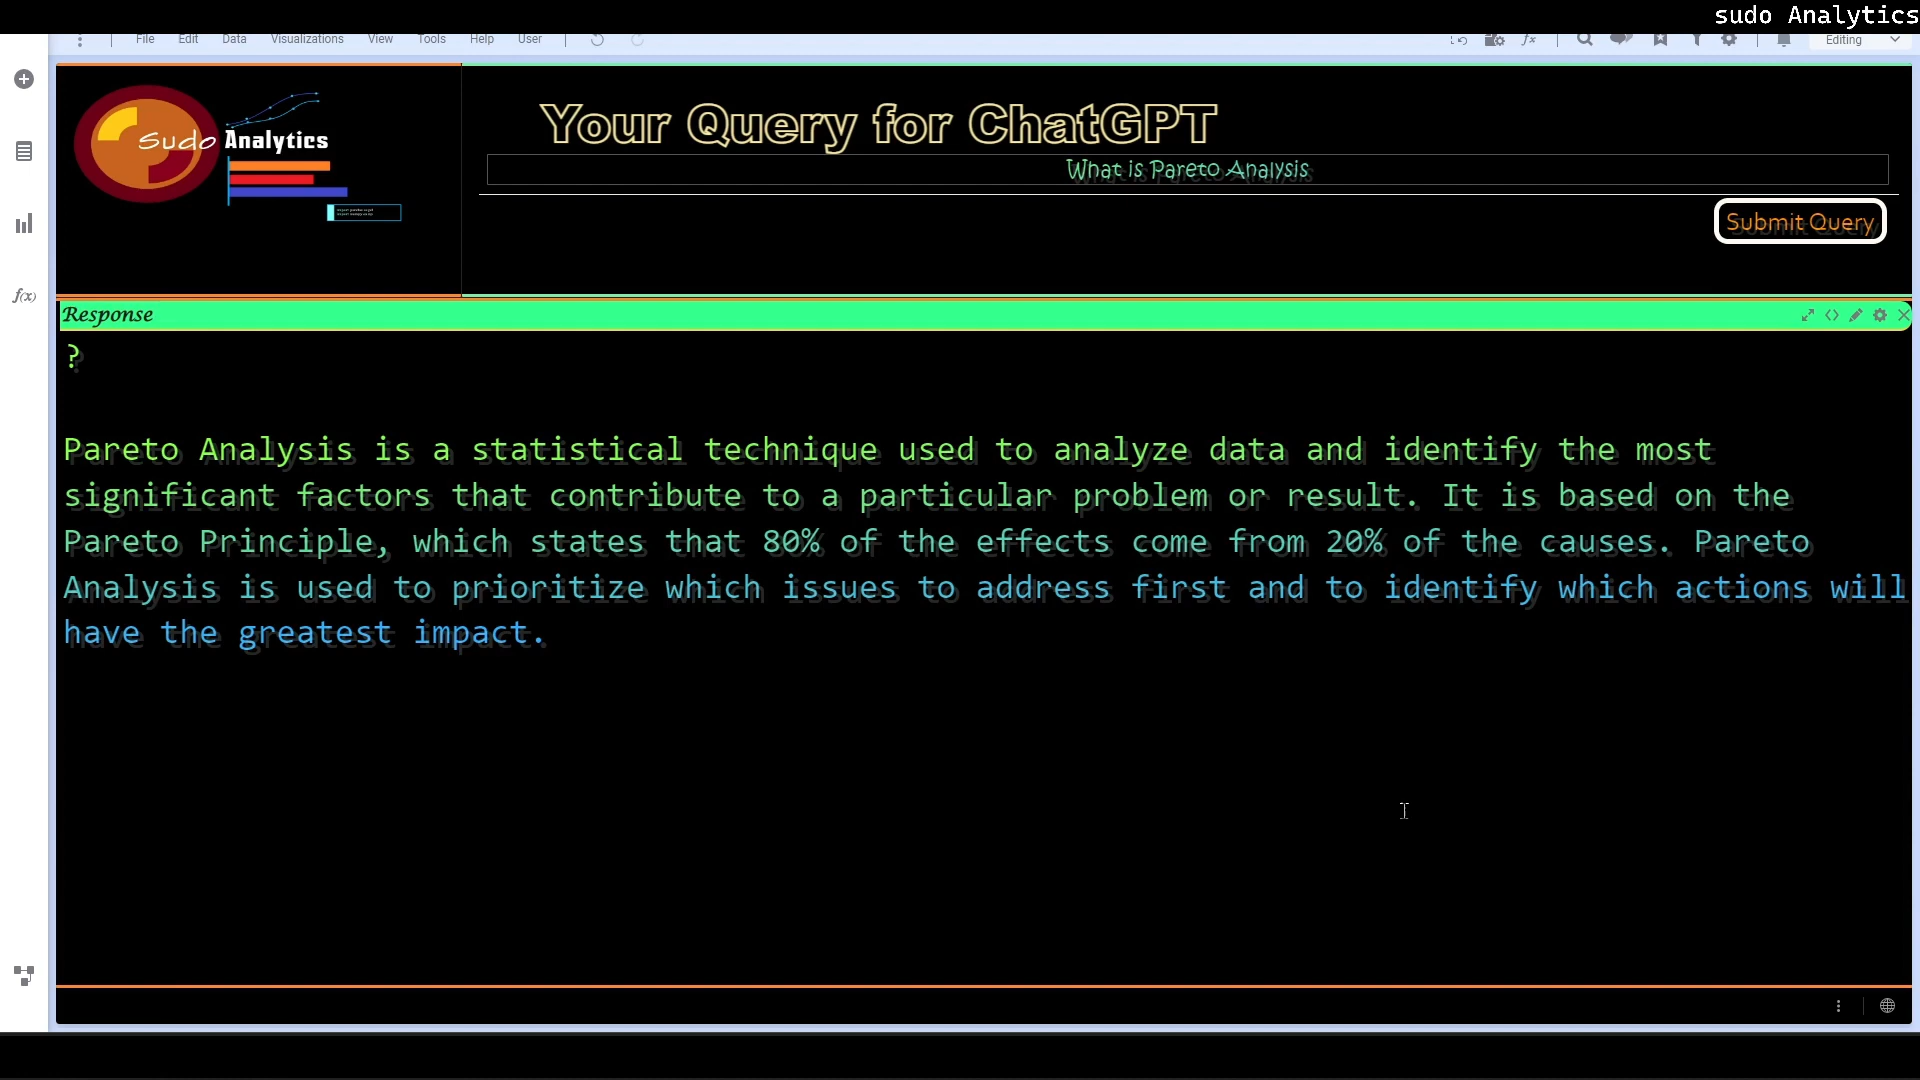 sudo Analytics
File Edit Data Visualizations View Tools Help User
Editing
Sudo Analytics
Your Query for ChatGPT
What is Pareto Analysis
Submit Query
f(x)
Response
?
Pareto Analysis is a statistical technique used to analyze data and identify the most
significant factors that contribute to a particular problem or result. It is based on the
Pareto Principle, which states that 80% of the effects come from 20% of the causes. Pareto
Analysis is used to prioritize which issues to address first and to identify which actions will
have the greatest impact.